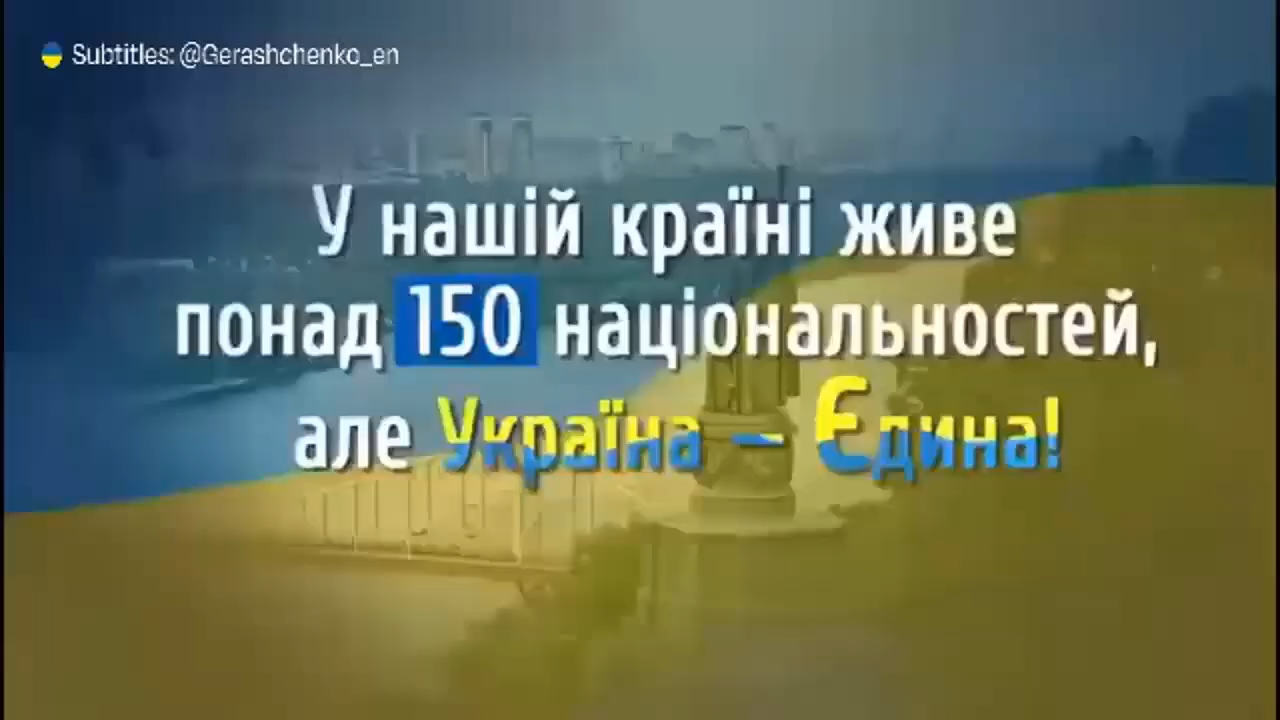 Subtitles: @Gerashchenko_en
У нашій країні живе
понад 150 національностей,
але Україна – Єдина!